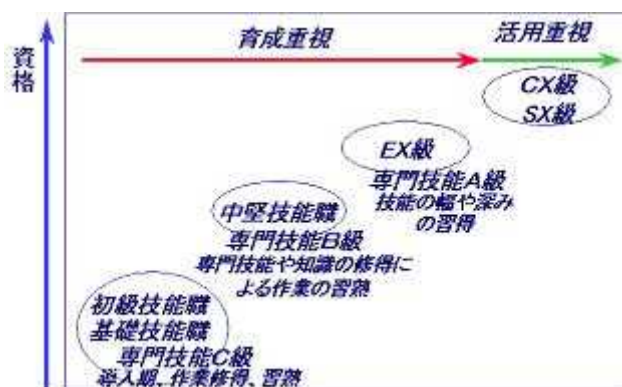 資格
育成重視
活用重視
CX級
SX級
EX級
専門技能A級
技能の幅や深み
の習得
中堅技能職
専門技能B級
専門技能や知識の修得に
よる作業の習熟
初級技能職
基礎技能職
専門技能C級
導入期、作業修得、習熟